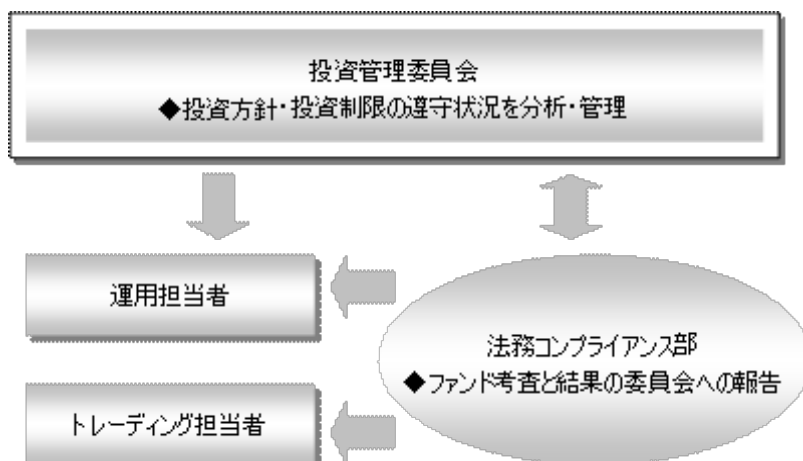 投資管理委員会
◆投資方針・投資制限の遵守状況を分析・管理
運用担当者
法務コンプライアンス部
◆ファンド考査と結果の委員会への報告
トレーディング担当者